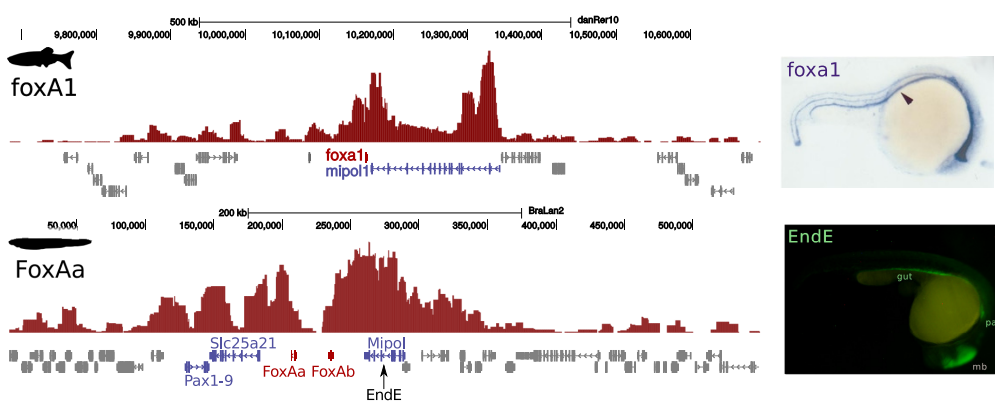 500 kb danRer10
9,800,000 9,900,000 10,000,000 10,100,000 10,200,000 10,300,000 10,400,000 10,500,000 10,600,000
foxA1
foxa1
mipol1
foxa1
200 kb BraLan2
50,000 100,000 150,000 200,000 250,000 300,000 350,000 400,000 450,000 500,000
FoxAa
Slc25a21 Mipol
FoxAa FoxAb
Pax1-9
EndE
EndE
gut
pa
mb